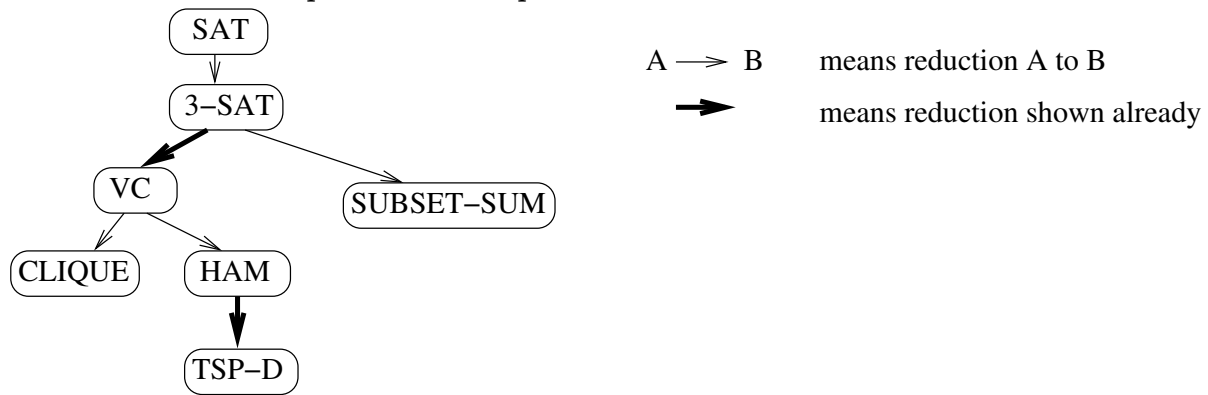 SAT
3–SAT
VC
SUBSET–SUM
CLIQUE
HAM
TSP–D
A B means reduction A to B
means reduction shown already